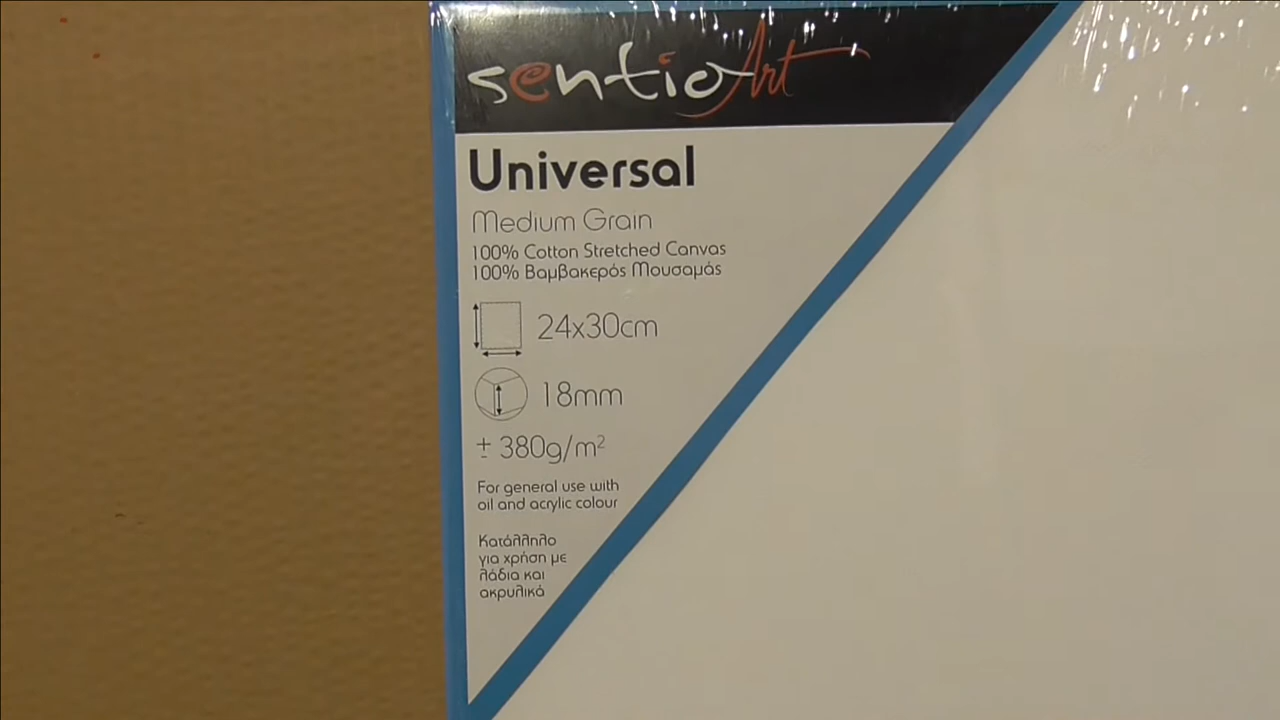 sentioArt
Universal
Medium Grain
100% Cotton Stretched Canvas
100% Βαμβακερός Μουσαμάς
24x30cm
18mm
± 380g/m²
For general use with
oil and acrylic colour
Κατάλληλο
για χρήση με
λάδια και
ακρυλικά